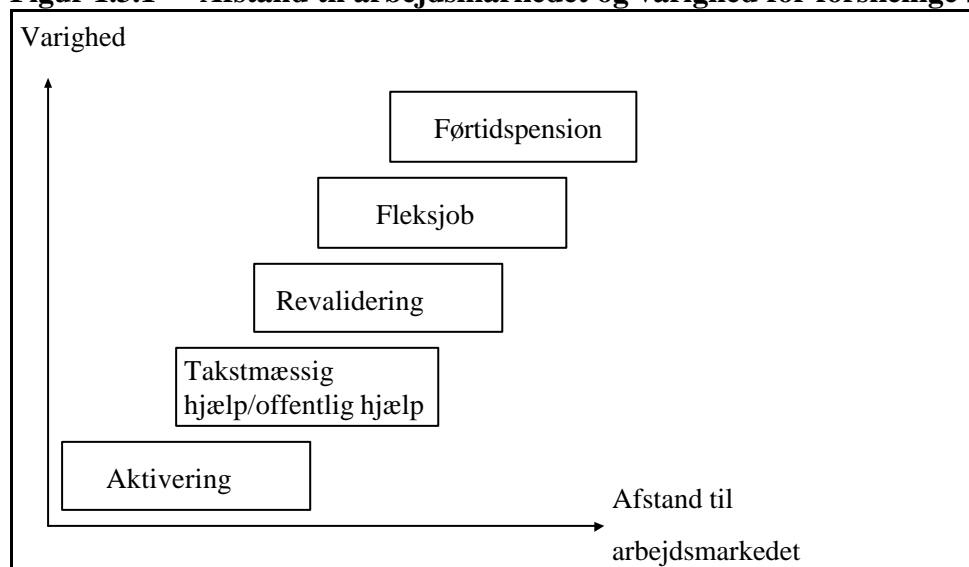 Varighed
Førtidspension
Fleksjob
Revalidering
Takstmæssig
hjælp/offentlig hjælp
Aktivering
Afstand til
arbejdsmarkedet